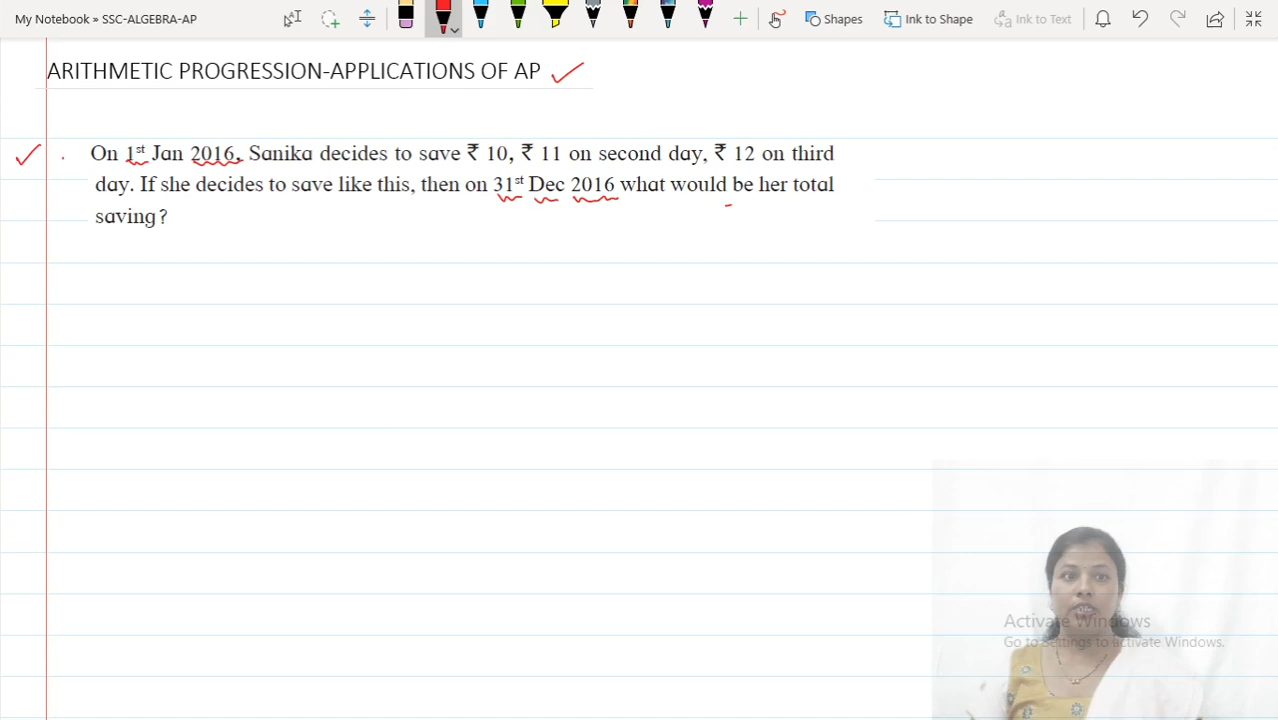 My Notebook » SSC-ALGEBRA-AP
Shapes
Ink to Shape
Ink to Text
ARITHMETIC PROGRESSION-APPLICATIONS OF AP
On 1st Jan 2016, Sanika decides to save ₹ 10, ₹ 11 on second day, ₹ 12 on third
day. If she decides to save like this, then on 31st Dec 2016 what would be her total
saving?
Activate Windows
Go to Settings to activate Windows.